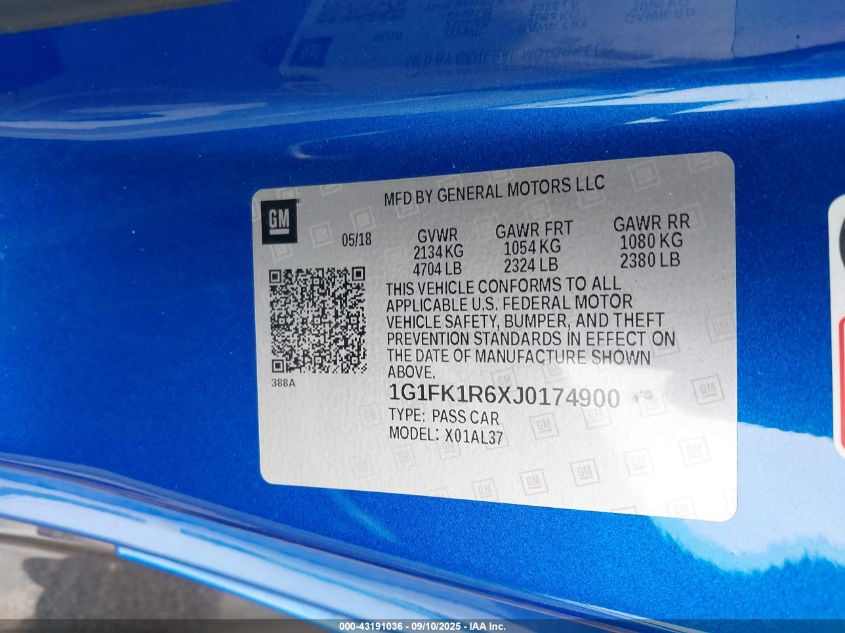 MFD BY GENERAL MOTORS LLC
GM
05/18
GVWR
2134 KG
4704 LB
GAWR FRT
1054 KG
2324 LB
GAWR RR
1080 KG
2380 LB
THIS VEHICLE CONFORMS TO ALL
APPLICABLE U.S. FEDERAL MOTOR
VEHICLE SAFETY, BUMPER, AND THEFT
PREVENTION STANDARDS IN EFFECT ON
THE DATE OF MANUFACTURE SHOWN
ABOVE.
388A
1G1FK1R6XJ0174900
TYPE: PASS CAR
MODEL: X01AL37
000-43191036 - 09/10/2025 - IAA Inc.